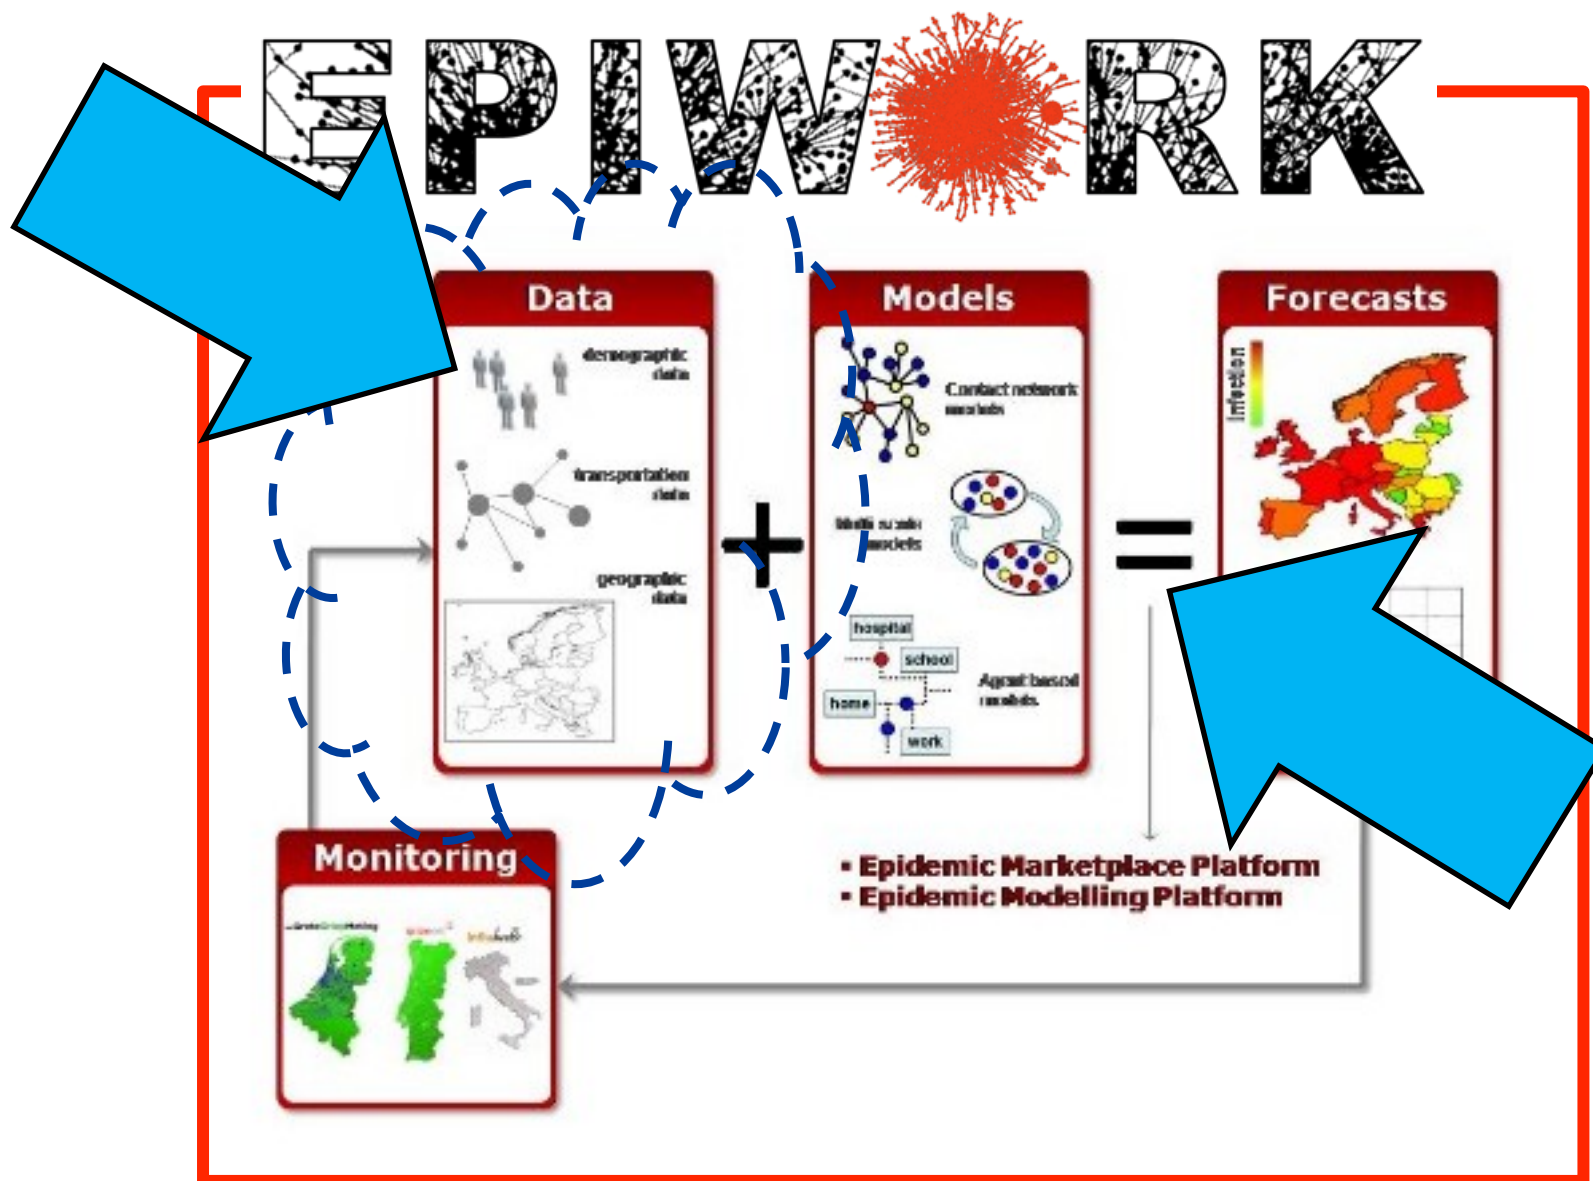 EPIWORK
Data
demographic
data
transportation
data
geographic
data
Models
Contact network
models
Multi scale
models
hospital
school
home
work
Agent based
models
Forecasts
Infection
▪ Epidemic Marketplace Platform
▪ Epidemic Modelling Platform
Monitoring